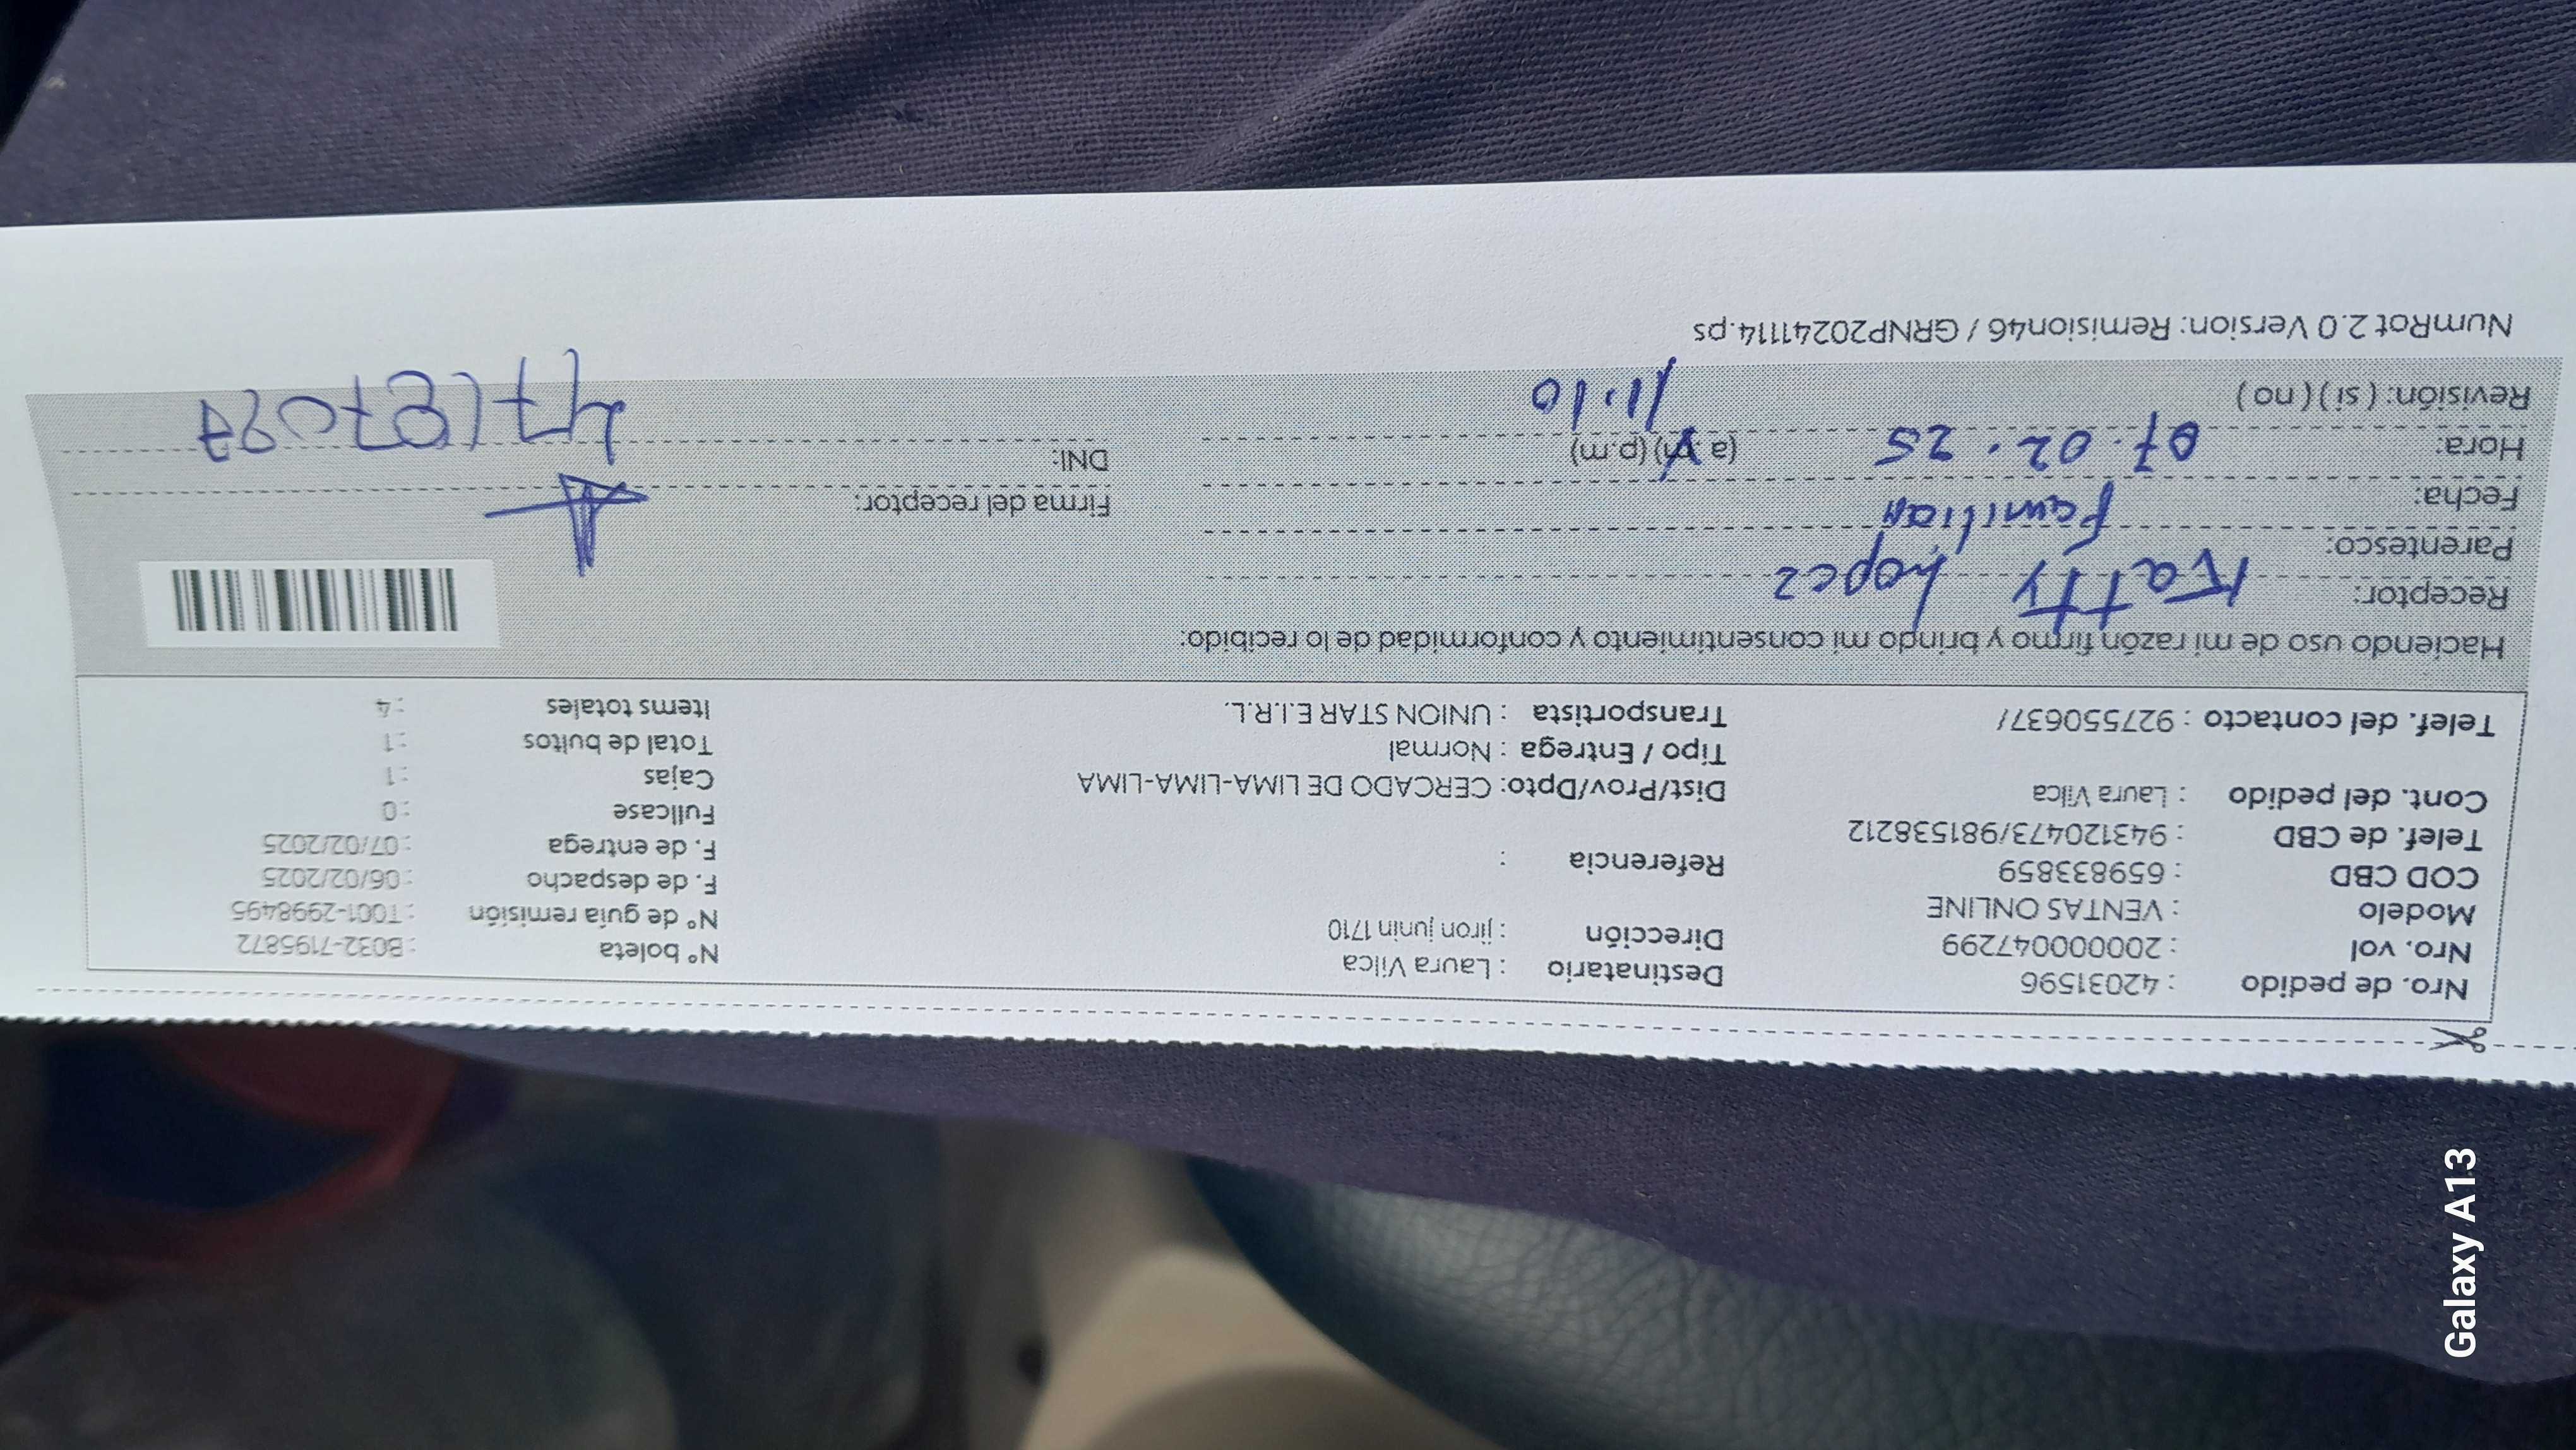 Nro. de pedido : 42031596
Nro. vol : 20000047299
Modelo : VENTAS ONLINE
COD CBD : 659833859
Telef. de CBD : 943120473/981538212
Cont. del pedido : Laura Vilca
Telef. del contacto : 927550637/
Destinatario : Laura Vilca
Dirección : jiron junin 1710
Referencia :
Dist/Prov/Dpto: CERCADO DE LIMA-LIMA-LIMA
Tipo / Entrega : Normal
Transportista : UNION STAR E.I.R.L.
N° boleta : B032-7195872
N° de guía remisión : T001-2998495
F. de despacho : 06/02/2025
F. de entrega : 07/02/2025
Fullcase : 0
Cajas : 1
Total de bultos : 1
Items totales : 4
Haciendo uso de mi razón firmo y brindo mi consentimiento y conformidad de lo recibido:
Receptor: Katty Lopez
Parentesco: Familiar
Fecha: 07.02.25
Hora: 11:10 (a.m) (p.m)
Revisión: ( si ) ( no )
Firma del receptor:
DNI:
NumRot 2.0 Version: Remision46 / GRNP20241114.ps
Galaxy A13